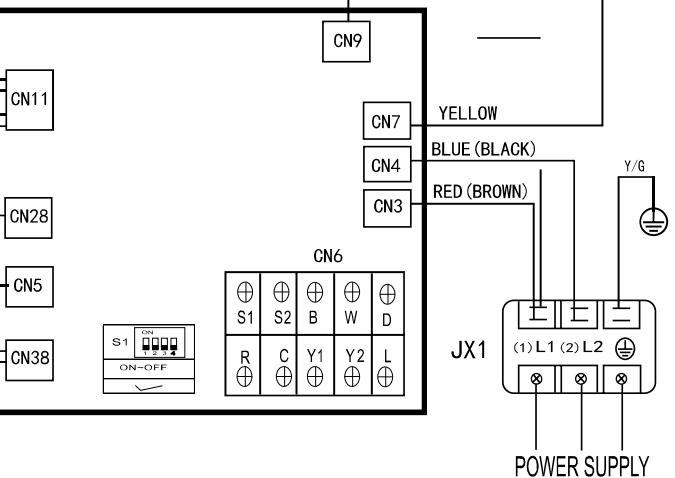 CN9
CN11
CN7
YELLOW
BLUE(BLACK)
CN4
Y/G
RED(BROWN)
CN3
CN28
CN6
CN5
S1 S2 B W D
R C Y1 Y2 L
S1
ON
1 2 3 4
ON-OFF
CN38
JX1
(1) L1 (2) L2
POWER SUPPLY